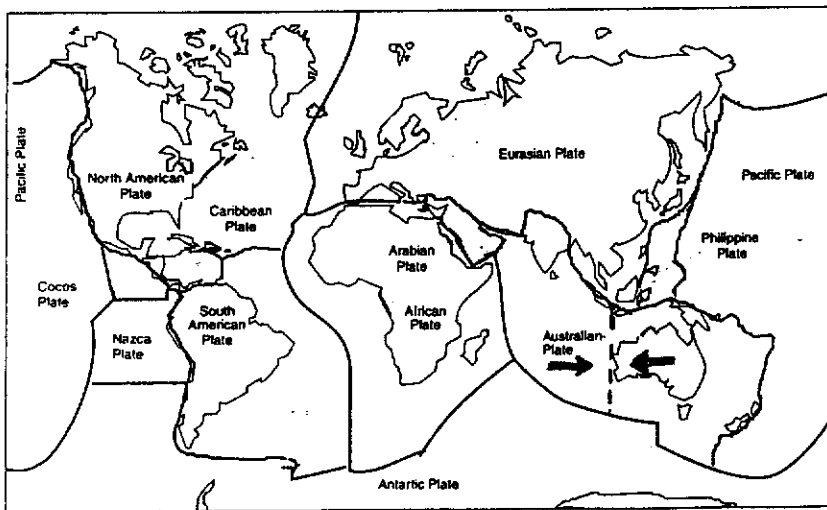 Pacific Plate
North American
Plate
Caribbean
Plate
Eurasian Plate
Pacific Plate
Philippine
Plate
Arabian
Plate
Cocos
Plate
South
American
Plate
African
Plate
Nazca
Plate
Australian-
Plate
Antartic Plate